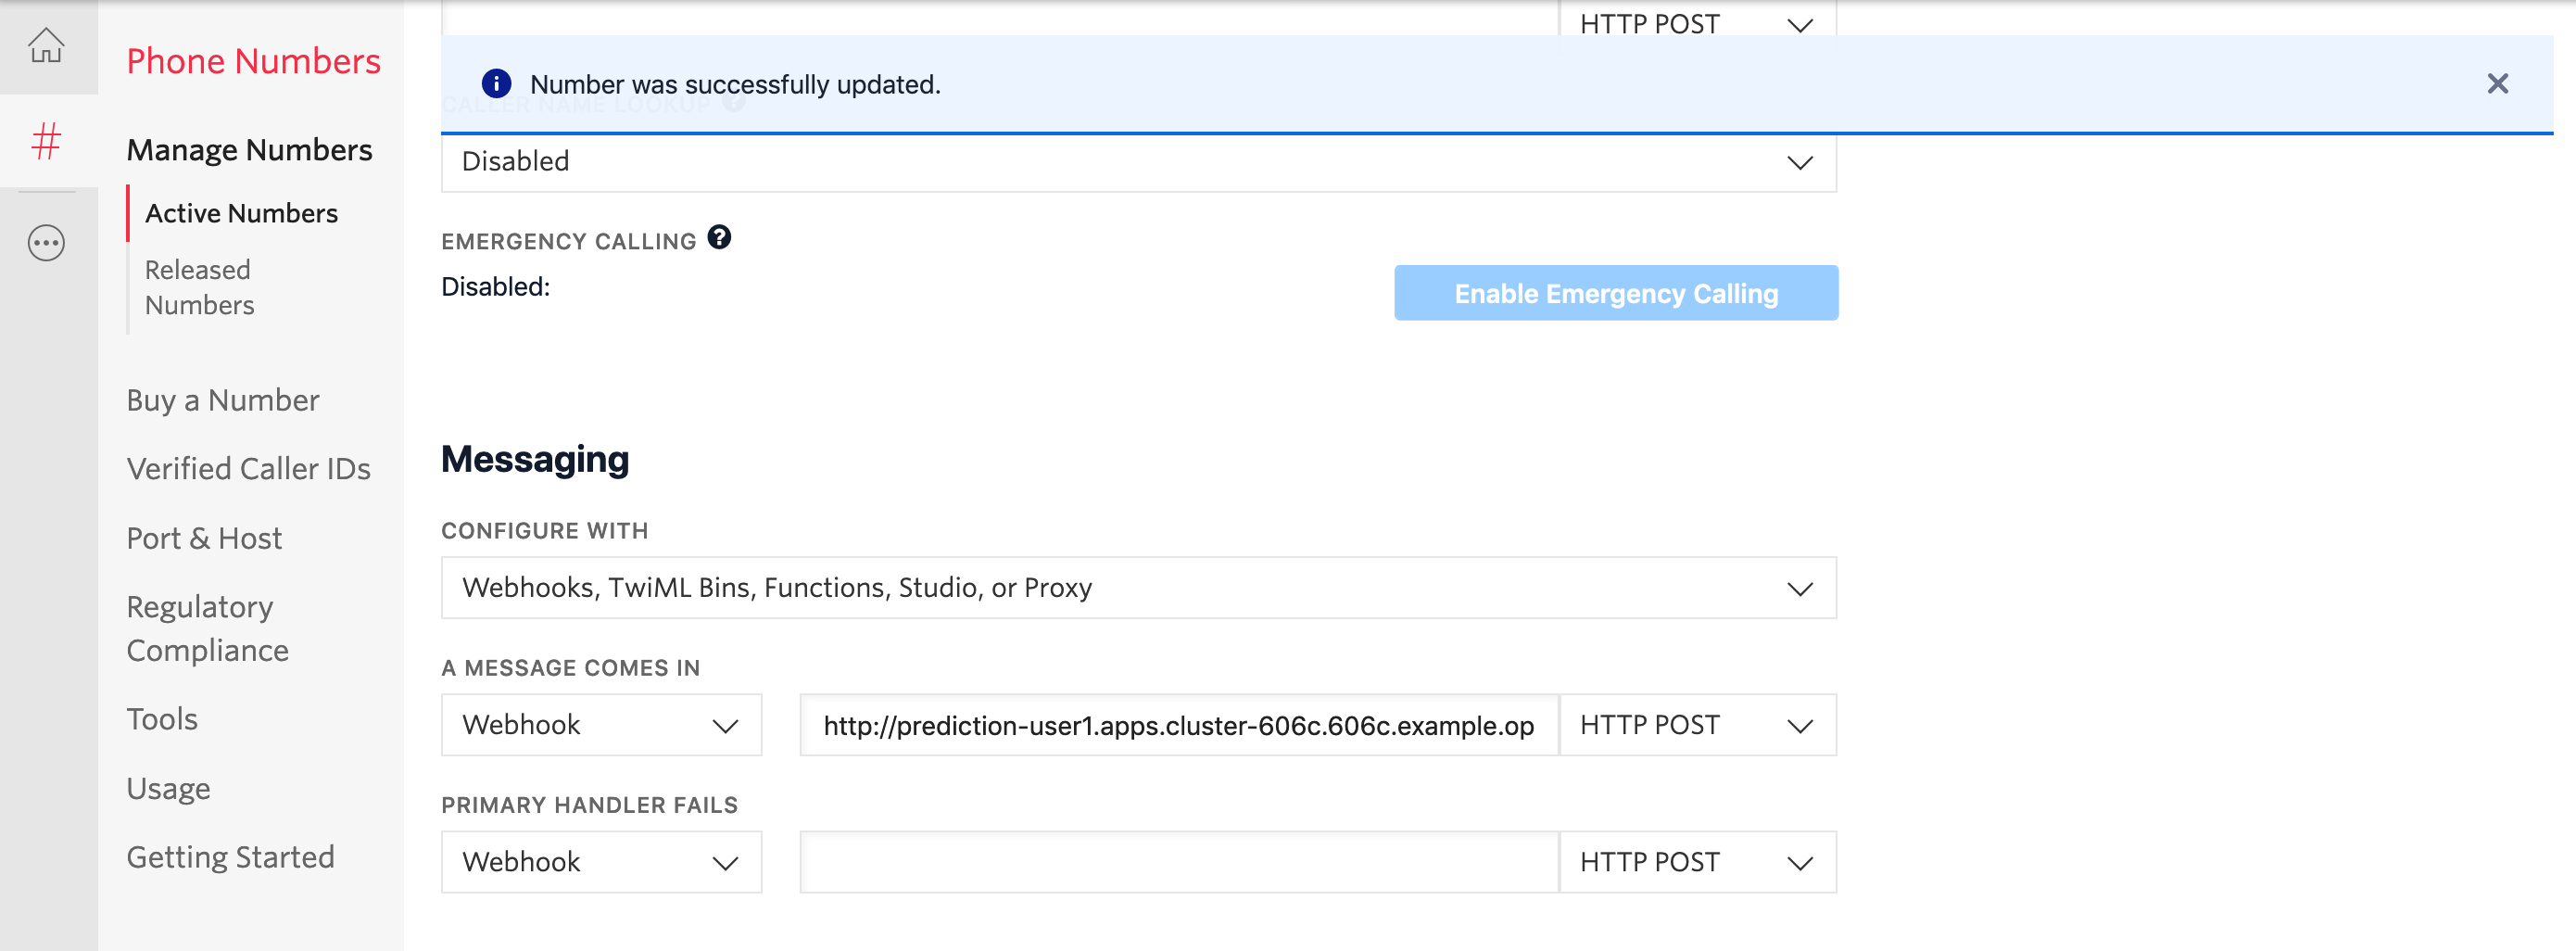 Phone Numbers
Manage Numbers
Active Numbers
Released
Numbers
Buy a Number
Verified Caller IDs
Port & Host
Regulatory
Compliance
Tools
Usage
Getting Started
HTTP POST
Number was successfully updated.
CALLER NAME LOOKUP
Disabled
EMERGENCY CALLING
Disabled:
Enable Emergency Calling
Messaging
CONFIGURE WITH
Webhooks, TwiML Bins, Functions, Studio, or Proxy
A MESSAGE COMES IN
Webhook
http://prediction-user1.apps.cluster-606c.606c.example.op
HTTP POST
PRIMARY HANDLER FAILS
Webhook
HTTP POST